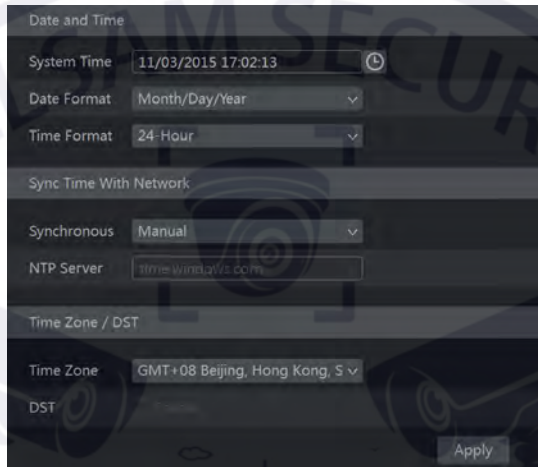 Date and Time
System Time 11/03/2015 17:02:13
Date Format Month/Day/Year
Time Format 24-Hour
Sync Time With Network
Synchronous Manual
NTP Server time.windows.com
Time Zone / DST
Time Zone GMT+08 Beijing, Hong Kong, S
DST
Apply